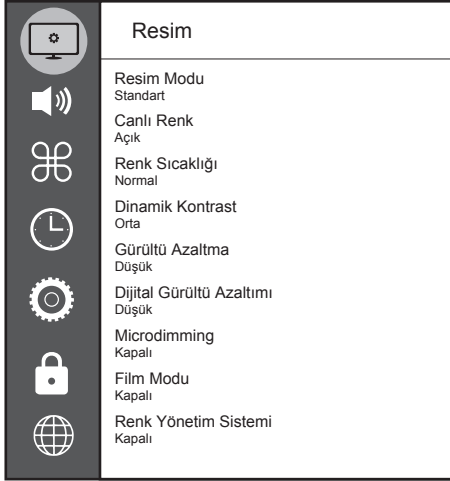 Resim
Resim Modu
Standart
Canlı Renk
Açık
Renk Sıcaklığı
Normal
Dinamik Kontrast
Orta
Gürültü Azaltma
Düşük
Dijital Gürültü Azaltımı
Düşük
Microdimming
Kapalı
Film Modu
Kapalı
Renk Yönetim Sistemi
Kapalı